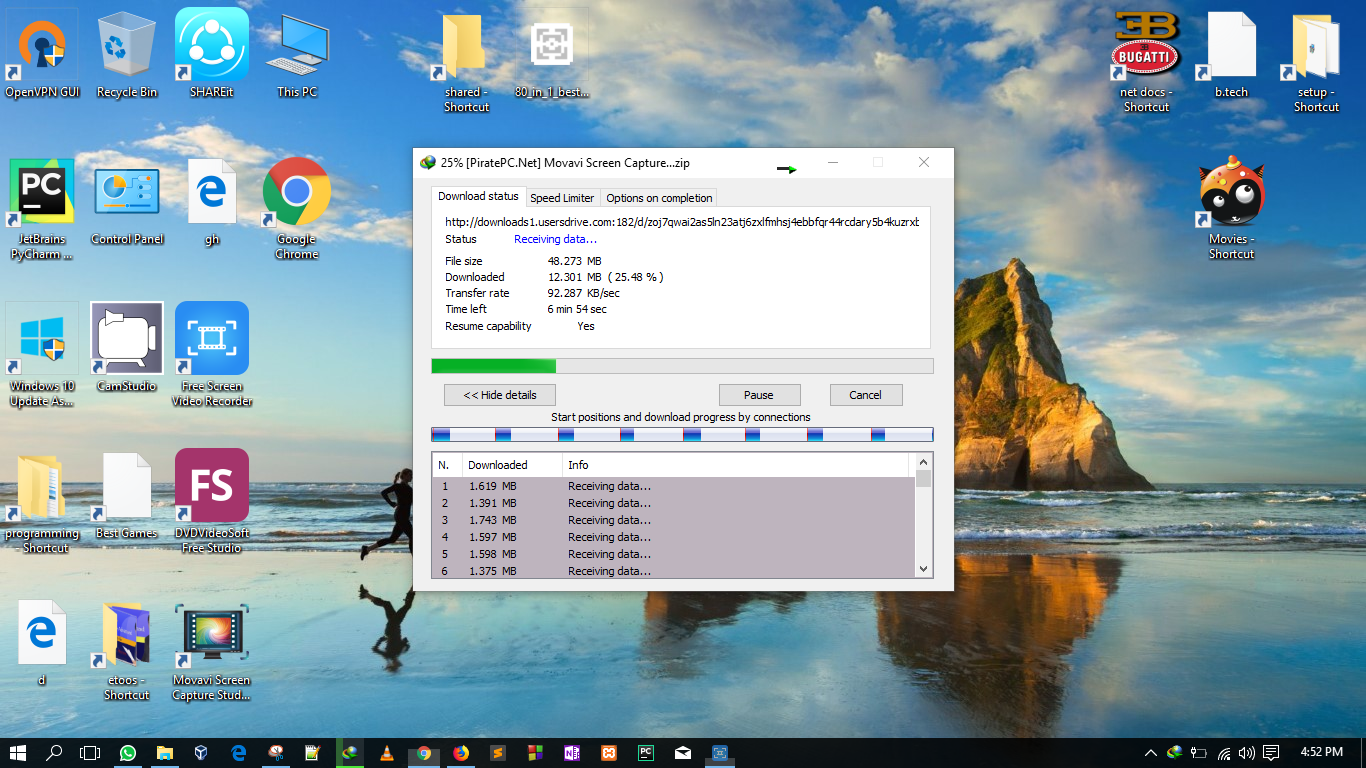 OpenVPN GUI
Recycle Bin
SHAREit
This PC
shared -
Shortcut
80_in_1_best...
EB
BUGATTI
net docs -
Shortcut
b.tech
setup -
Shortcut
PC
JetBrains
PyCharm ...
Control Panel
gh
Google
Chrome
Movies -
Shortcut
Windows 10
Update As...
CamStudio
Free Screen
Video Recorder
programming
- Shortcut
Best Games
FS
DVDVideoSoft
Free Studio
d
etoos -
Shortcut
Movavi Screen
Capture Stud...
25% [PiratePC.Net] Movavi Screen Capture...zip
Download status
Speed Limiter
Options on completion
http://downloads1.usersdrive.com:182/d/zoj7qwai2as5ln23atj6zxlfmhsj4ebbfqr44rcdary5b4kuzrxt
Status Receiving data...
File size 48.273 MB
Downloaded 12.301 MB ( 25.48 % )
Transfer rate 92.287 KB/sec
Time left 6 min 54 sec
Resume capability Yes
<< Hide details
Pause
Cancel
Start positions and download progress by connections
N. Downloaded Info
1 1.619 MB Receiving data...
2 1.391 MB Receiving data...
3 1.743 MB Receiving data...
4 1.597 MB Receiving data...
5 1.598 MB Receiving data...
6 1.375 MB Receiving data...
PC
4:52 PM